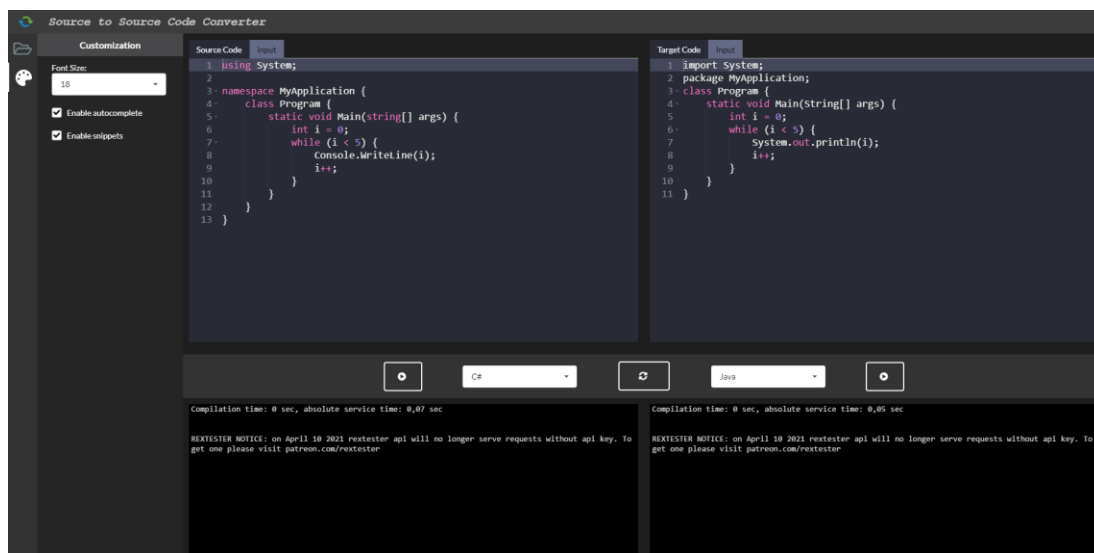 Source to Source Code Converter
Customization
Font Size:
18
Enable autocomplete
Enable snippets
Source Code Input
1 using System;
2
3 namespace MyApplication {
4 class Program {
5 static void Main(string[] args) {
6 int i = 0;
7 while (i < 5) {
8 Console.WriteLine(i);
9 i++;
10 }
11 }
12 }
13 }
Target Code Input
1 import System;
2 package MyApplication;
3 class Program {
4 static void Main(String[] args) {
5 int i = 0;
6 while (i < 5) {
7 System.out.println(i);
8 i++;
9 }
10 }
11 }
C#
Java
Compilation time: 0 sec, absolute service time: 0,07 sec
REXTESTER NOTICE: on April 10 2021 rextester api will no longer serve requests without api key. To
get one please visit patreon.com/rextester
Compilation time: 0 sec, absolute service time: 0,05 sec
REXTESTER NOTICE: on April 10 2021 rextester api will no longer serve requests without api key. To
get one please visit patreon.com/rextester